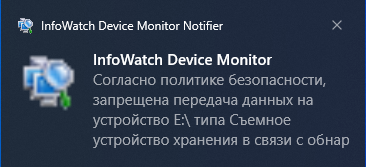 InfoWatch Device Monitor Notifier
InfoWatch Device Monitor
Согласно политике безопасности,
запрещена передача данных на
устройство E:\ типа Съемное
устройство хранения в связи с обнар